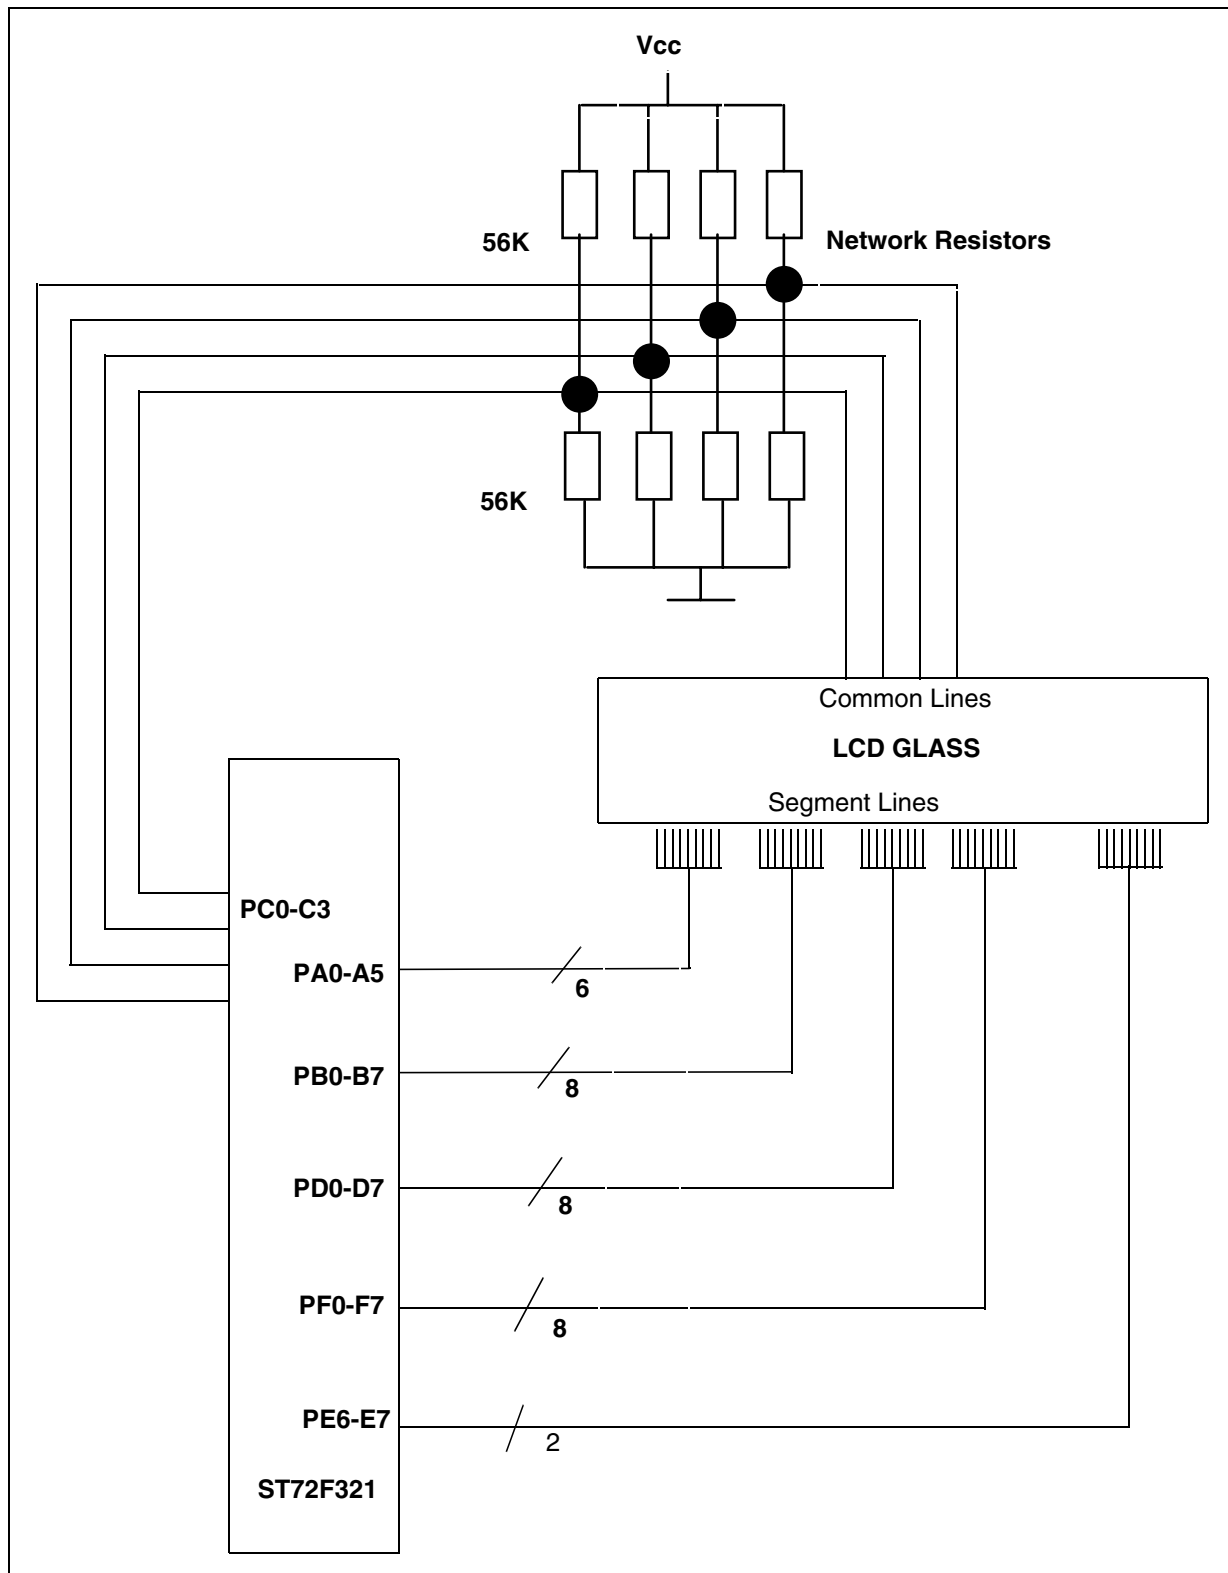 Vcc
56K
Network Resistors
56K
Common Lines
LCD GLASS
Segment Lines
PC0-C3
PA0-A5
6
PB0-B7
8
PD0-D7
8
PF0-F7
8
PE6-E7
2
ST72F321